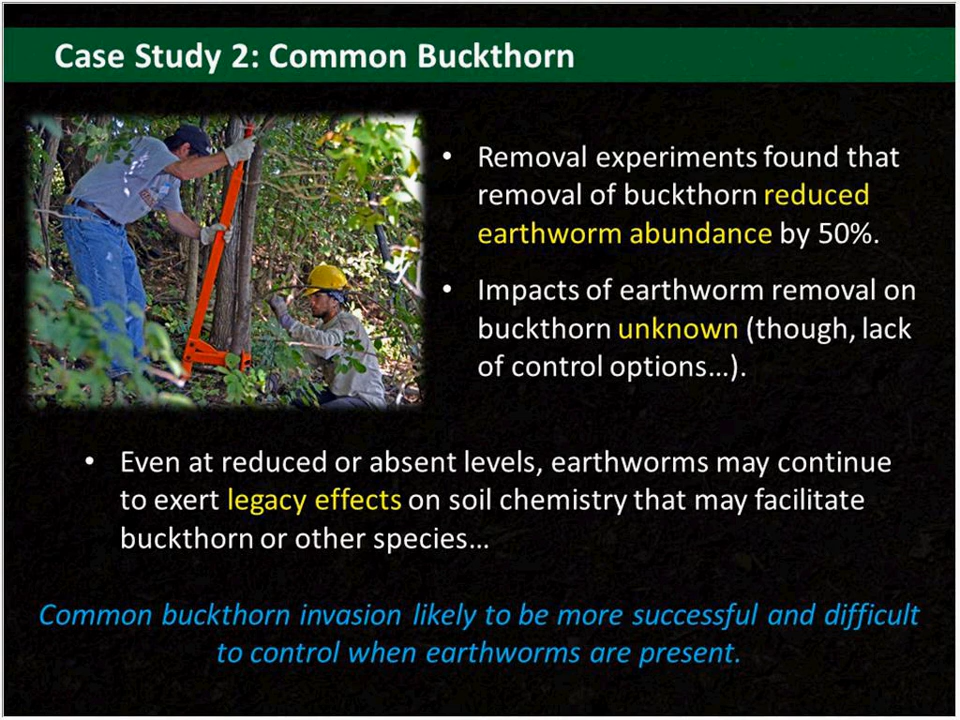 Case Study 2: Common Buckthorn
• Removal experiments found that
removal of buckthorn reduced
earthworm abundance by 50%.
• Impacts of earthworm removal on
buckthorn unknown (though, lack
of control options…).
• Even at reduced or absent levels, earthworms may continue
to exert legacy effects on soil chemistry that may facilitate
buckthorn or other species…
Common buckthorn invasion likely to be more successful and difficult
to control when earthworms are present.